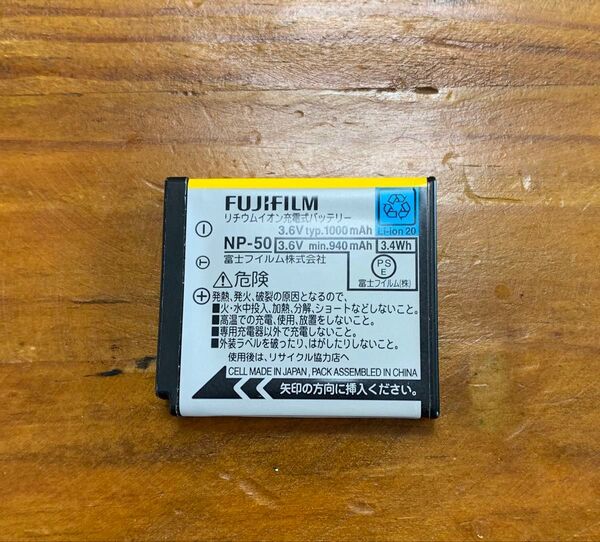 FUJIFILM
リチウムイオン充電式バッテリー
3.6V typ.1000mAh
Li-ion 20
NP-50 3.6V min.940mAh 3.4Wh
富士フイルム株式会社
PS
E
富士フイルム(株)
⚠危険
発熱、発火、破裂の原因となるので、
■火・水中投入、加熱、分解、ショートなどしないこと。
■高温での充電、使用、放置をしないこと。
■専用充電器以外で充電しないこと。
■外装ラベルを破ったり、はがしたりしないこと。
使用後は、リサイクル協力店へ
CELL MADE IN JAPAN, PACK ASSEMBLED IN CHINA
矢印の方向に挿入ください。